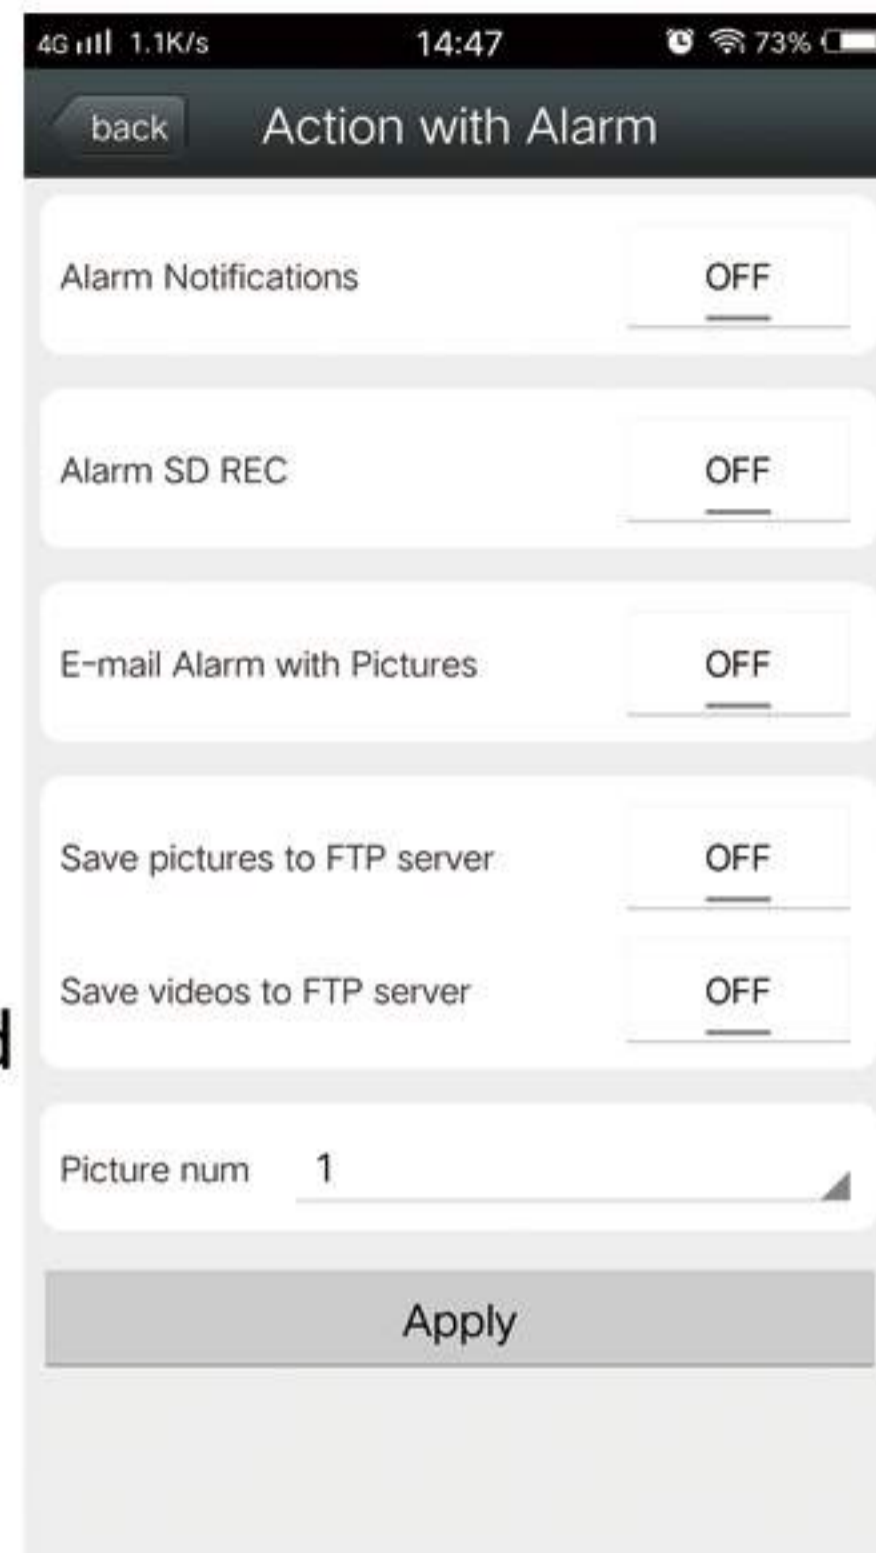 4G 1.1K/s 14:47 73%
back Action with Alarm
Alarm Notifications OFF
Alarm SD REC OFF
E-mail Alarm with Pictures OFF
Save pictures to FTP server OFF
Save videos to FTP server OFF
Picture num 1
Apply